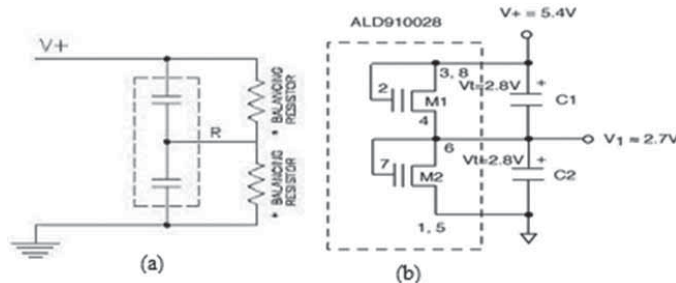 V+
R
* BALANCING
RESISTOR
* BALANCING
RESISTOR
(a)
ALD910028
V+ = 5.4V
3, 8
2
Vt=2.8V
+
M1
C1
4
6
V1 ≈ 2.7V
7
Vt=2.8V
+
M2
C2
1, 5
(b)